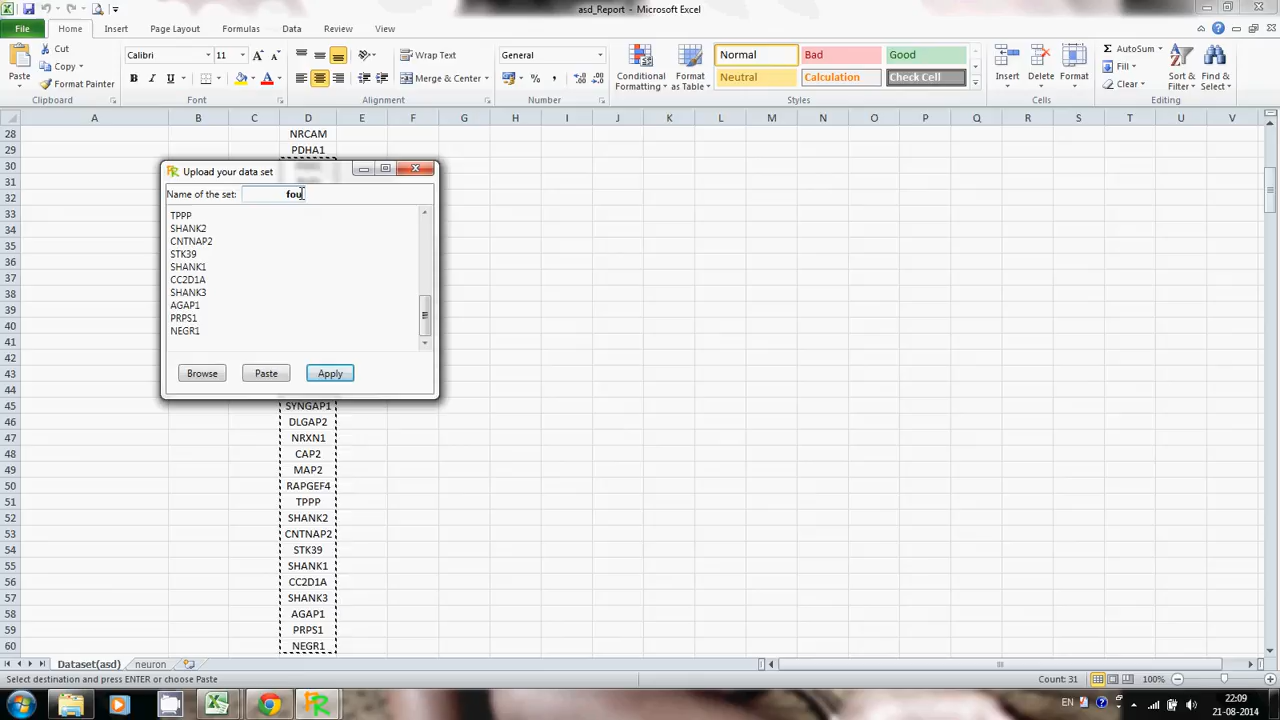 asd_Report - Microsoft Excel
File Home Insert Page Layout Formulas Data Review View
Paste Cut Copy Format Painter Clipboard
Calibri 11 Font
Wrap Text Merge & Center Alignment
General Number
Conditional Formatting Format as Table
Normal Bad Good
Neutral Calculation Check Cell
Styles
Insert Delete Format Cells
AutoSum Fill Clear Sort & Filter Find & Select Editing
A B C D E F G H I J K L M N O P Q R S T U V
28 NRCAM
29 PDHA1
30
31
32
33
34
35
36
37
38
39
40
41
42
43
44
Upload your data set
Name of the set: fou
TPPP
SHANK2
CNTNAP2
STK39
SHANK1
CC2D1A
SHANK3
AGAP1
PRPS1
NEGR1
Browse Paste Apply
45 SYNGAP1
46 DLGAP2
47 NRXN1
48 CAP2
49 MAP2
50 RAPGEF4
51 TPPP
52 SHANK2
53 CNTNAP2
54 STK39
55 SHANK1
56 CC2D1A
57 SHANK3
58 AGAP1
59 PRPS1
60 NEGR1
Dataset(asd) neuron
Select destination and press ENTER or choose Paste Count: 31 100%
EN 22:09
21-08-2014